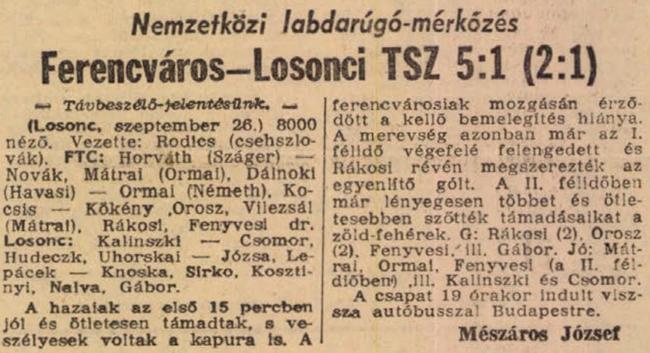 Nemzetközi labdarúgó-mérkőzés
Ferencváros—Losonci TSZ 5:1 (2:1)
— Távbeszélő-jelentésünk. —
(Losonc, szeptember 26.) 8000
néző. Vezette: Rodics (csehszlo-
vák). FTC: Horváth (Száger) —
Novák, Mátrai (Ormai), Dálnoki
(Havasi) — Ormai (Németh), Ko-
csis — Kökény ,Orosz, Vilezsál
(Mátrai), Rákosi, Fenyvesi dr.
Losonc: Kalinszki — Csomor,
Hudeczk, Uhorskai — Józsa, Le-
pácek — Knoska, Sirko, Koszti-
nyi, Nalva, Gábor.
A hazaiak az első 15 percben
jól és ötletesen támadtak, s ve-
szélyesek voltak a kapura is. A
ferencvárosiak mozgásán érző-
dött a kellő bemelegítés hiánya.
A merevség azonban már az I.
félidő végefelé felengedett és
Rákosi révén megszerezték az
egyenlítő gólt. A II. félidőben
már lényegesen többet és ötle-
tesebben szőtték támadásaikat a
zöld-fehérek. G: Rákosi (2), Orosz
(2), Fenyvesi, ill. Gábor. Jó: Mát-
rai, Ormai, Fenyvesi (a II. fél-
időben) ,ill. Kalinszki és Csomor.
A csapat 19 órakor indult visz-
sza autóbusszal Budapestre.
Mészáros József